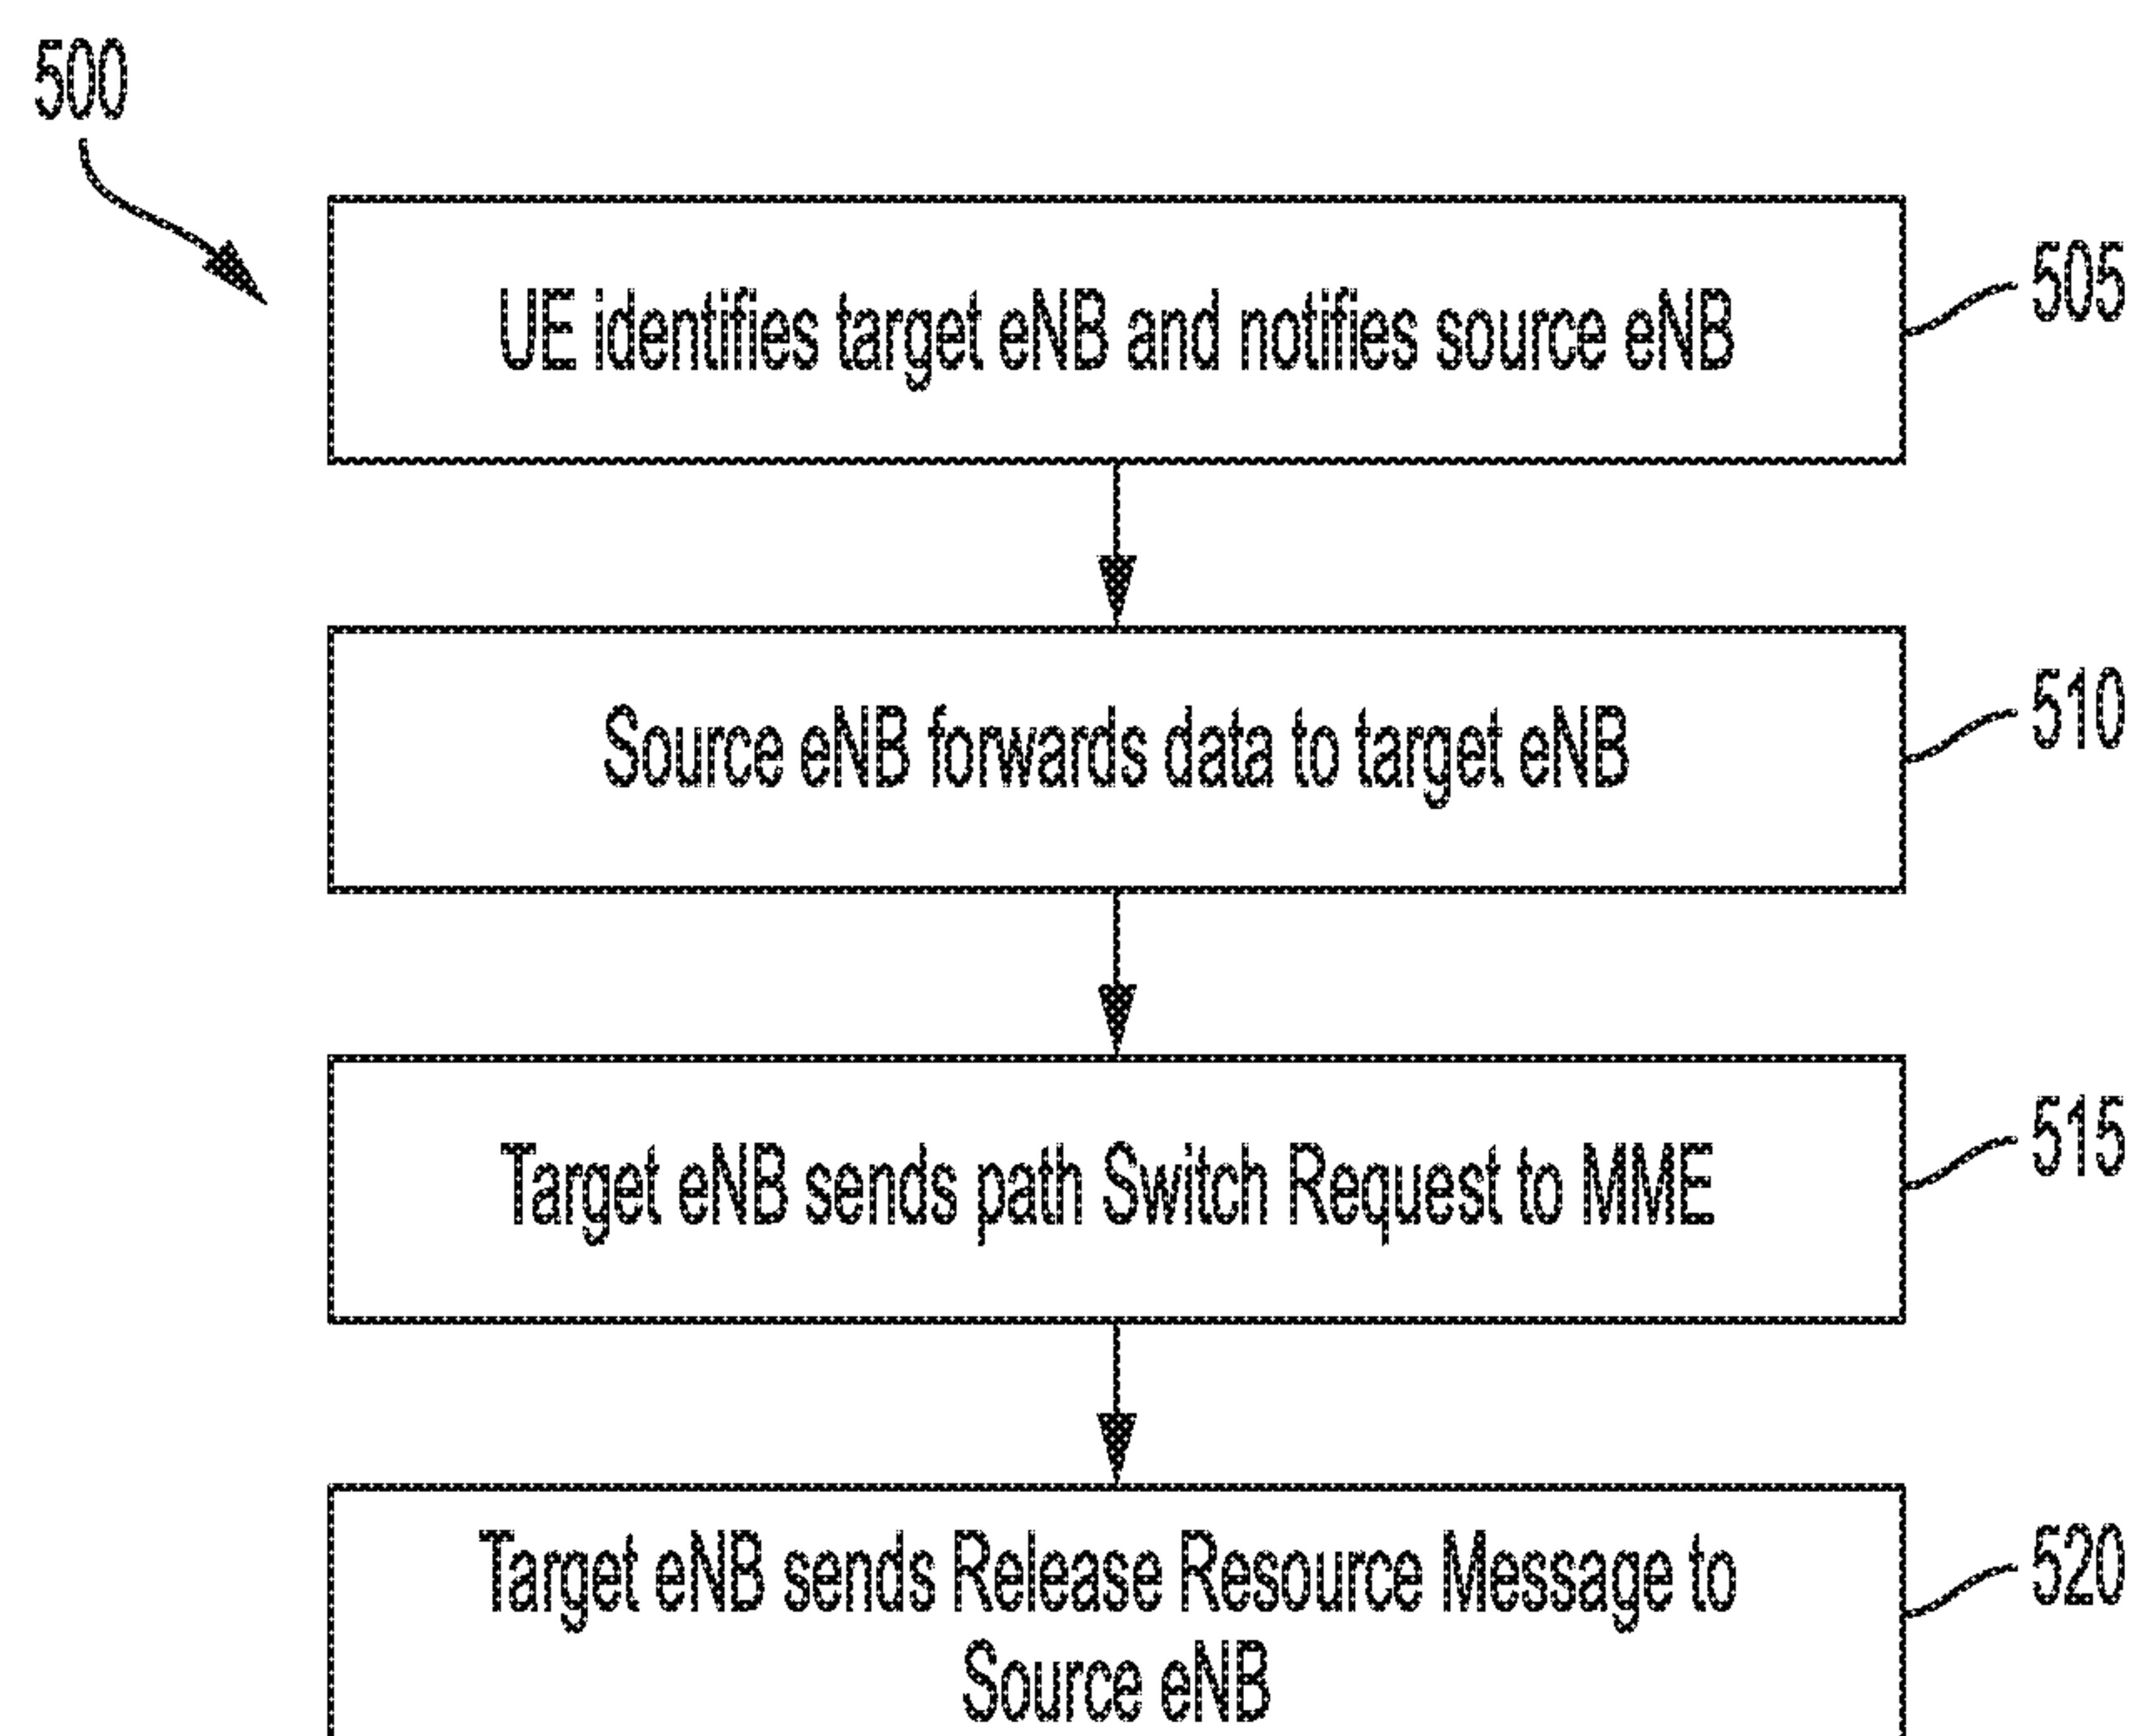 500
UE identifies target eNB and notifies source eNB
505
Source eNB forwards data to target eNB
510
Target eNB sends path Switch Request to MME
515
Target eNB sends Release Resource Message to
Source eNB
520